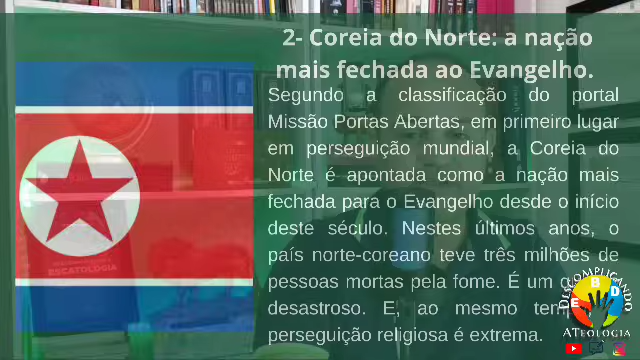 2- Coreia do Norte: a nação
mais fechada ao Evangelho.
Segundo a classificação do portal
Missão Portas Abertas, em primeiro lugar
em perseguição mundial, a Coreia do
Norte é apontada como a nação mais
fechada para o Evangelho desde o início
deste século. Nestes últimos anos, o
país norte-coreano teve três milhões de
pessoas mortas pela fome. É um
desastroso. E, ao mesmo
perseguição religiosa é extrema.
DESCOMPLICANDO
EBD
A TEOLOGIA
ESCATOLOGIA